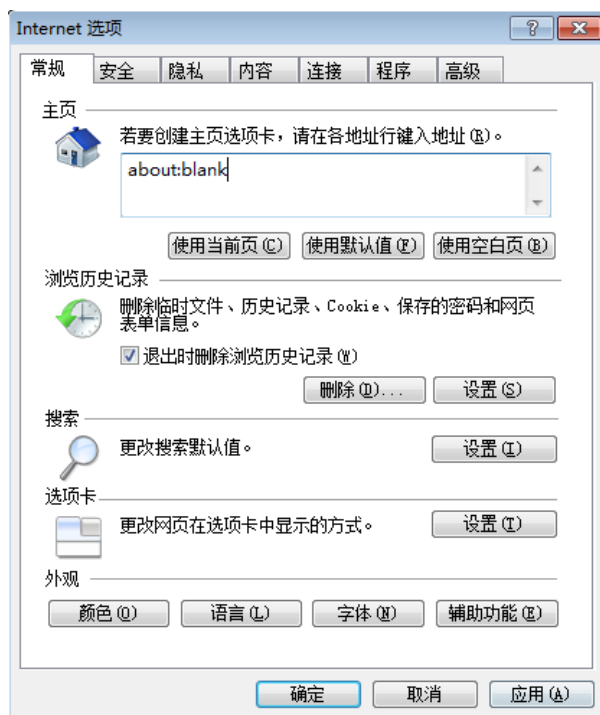 Internet 选项
常规 安全 隐私 内容 连接 程序 高级
主页
若要创建主页选项卡，请在各地址行键入地址(R)。
about:blank
使用当前页(C) 使用默认值(F) 使用空白页(B)
浏览历史记录
删除临时文件、历史记录、Cookie、保存的密码和网页
表单信息。
退出时删除浏览历史记录(W)
删除(D)... 设置(S)
搜索
更改搜索默认值。 设置(I)
选项卡
更改网页在选项卡中显示的方式。 设置(T)
外观
颜色(O) 语言(L) 字体(N) 辅助功能(E)
确定 取消 应用(A)